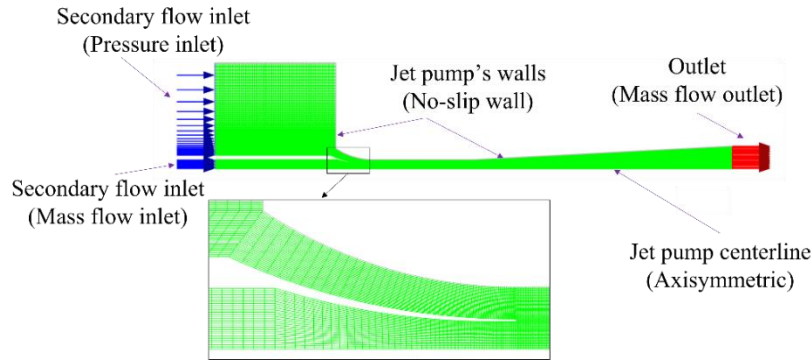 Secondary flow inlet
(Pressure inlet)
Jet pump's walls
(No-slip wall)
Outlet
(Mass flow outlet)
Secondary flow inlet
(Mass flow inlet)
Jet pump centerline
(Axisymmetric)